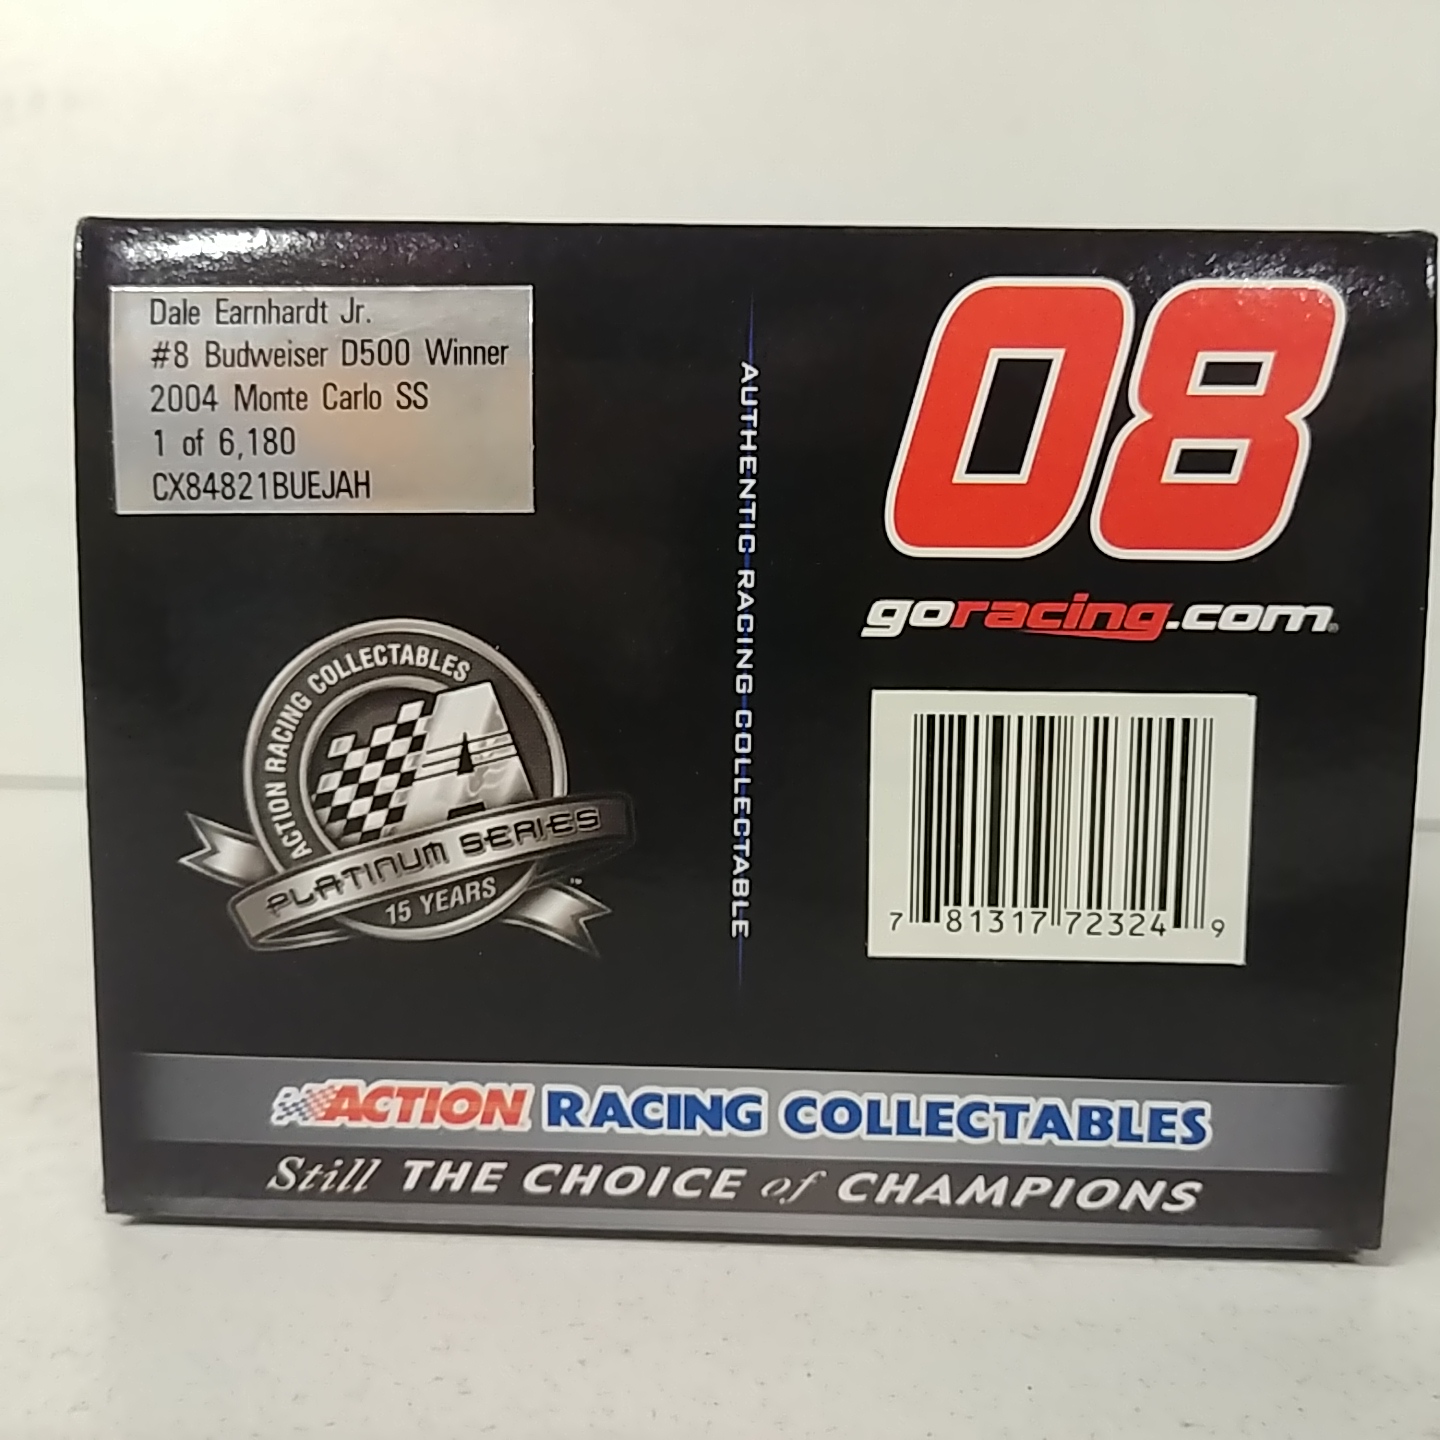 Dale Earnhardt Jr.
#8 Budweiser D500 Winner
2004 Monte Carlo SS
1 of 6,180
CX84821BUEJAH
ACTION RACING COLLECTABLES
A
PLATINUM SERIES
15 YEARS
™
AUTHENTIC RACING COLLECTABLE
08
goracing.com®
7 81317 72324 9
ACTION RACING COLLECTABLES
Still THE CHOICE of CHAMPIONS